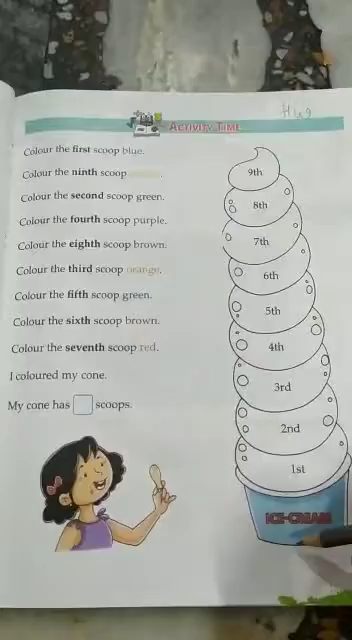 Hug
ACTIVITY TIME
Colour the first scoop blue.
Colour the ninth scoop
Colour the second scoop green.
Colour the fourth scoop purple.
Colour the eighth scoop brown.
Colour the third scoop orange.
Colour the fifth scoop green.
Colour the sixth scoop brown.
Colour the seventh scoop red.
I coloured my cone.
My cone has scoops.
9th
8th
7th
6th
5th
4th
3rd
2nd
1st
ICE-CREAM